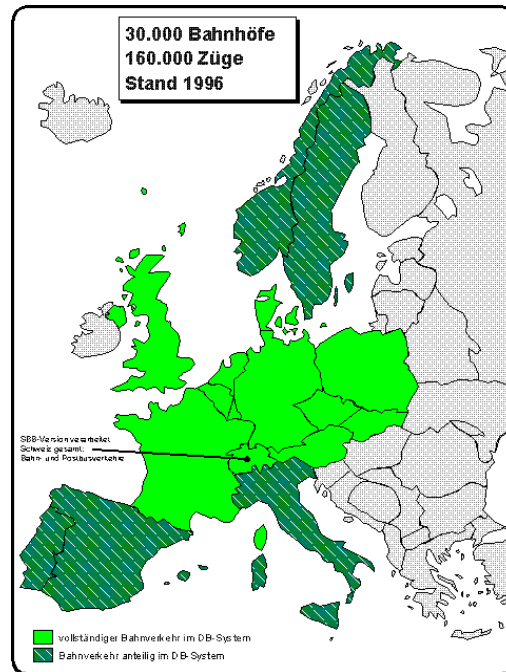 30.000 Bahnhöfe
160.000 Züge
Stand 1996
SBB-Version verarbeitet
Schweiz gesamt:
Bahn- und Postbusverkehre
vollständiger Bahnverkehr im DB-System
Bahnverkehr anteilig im DB-System